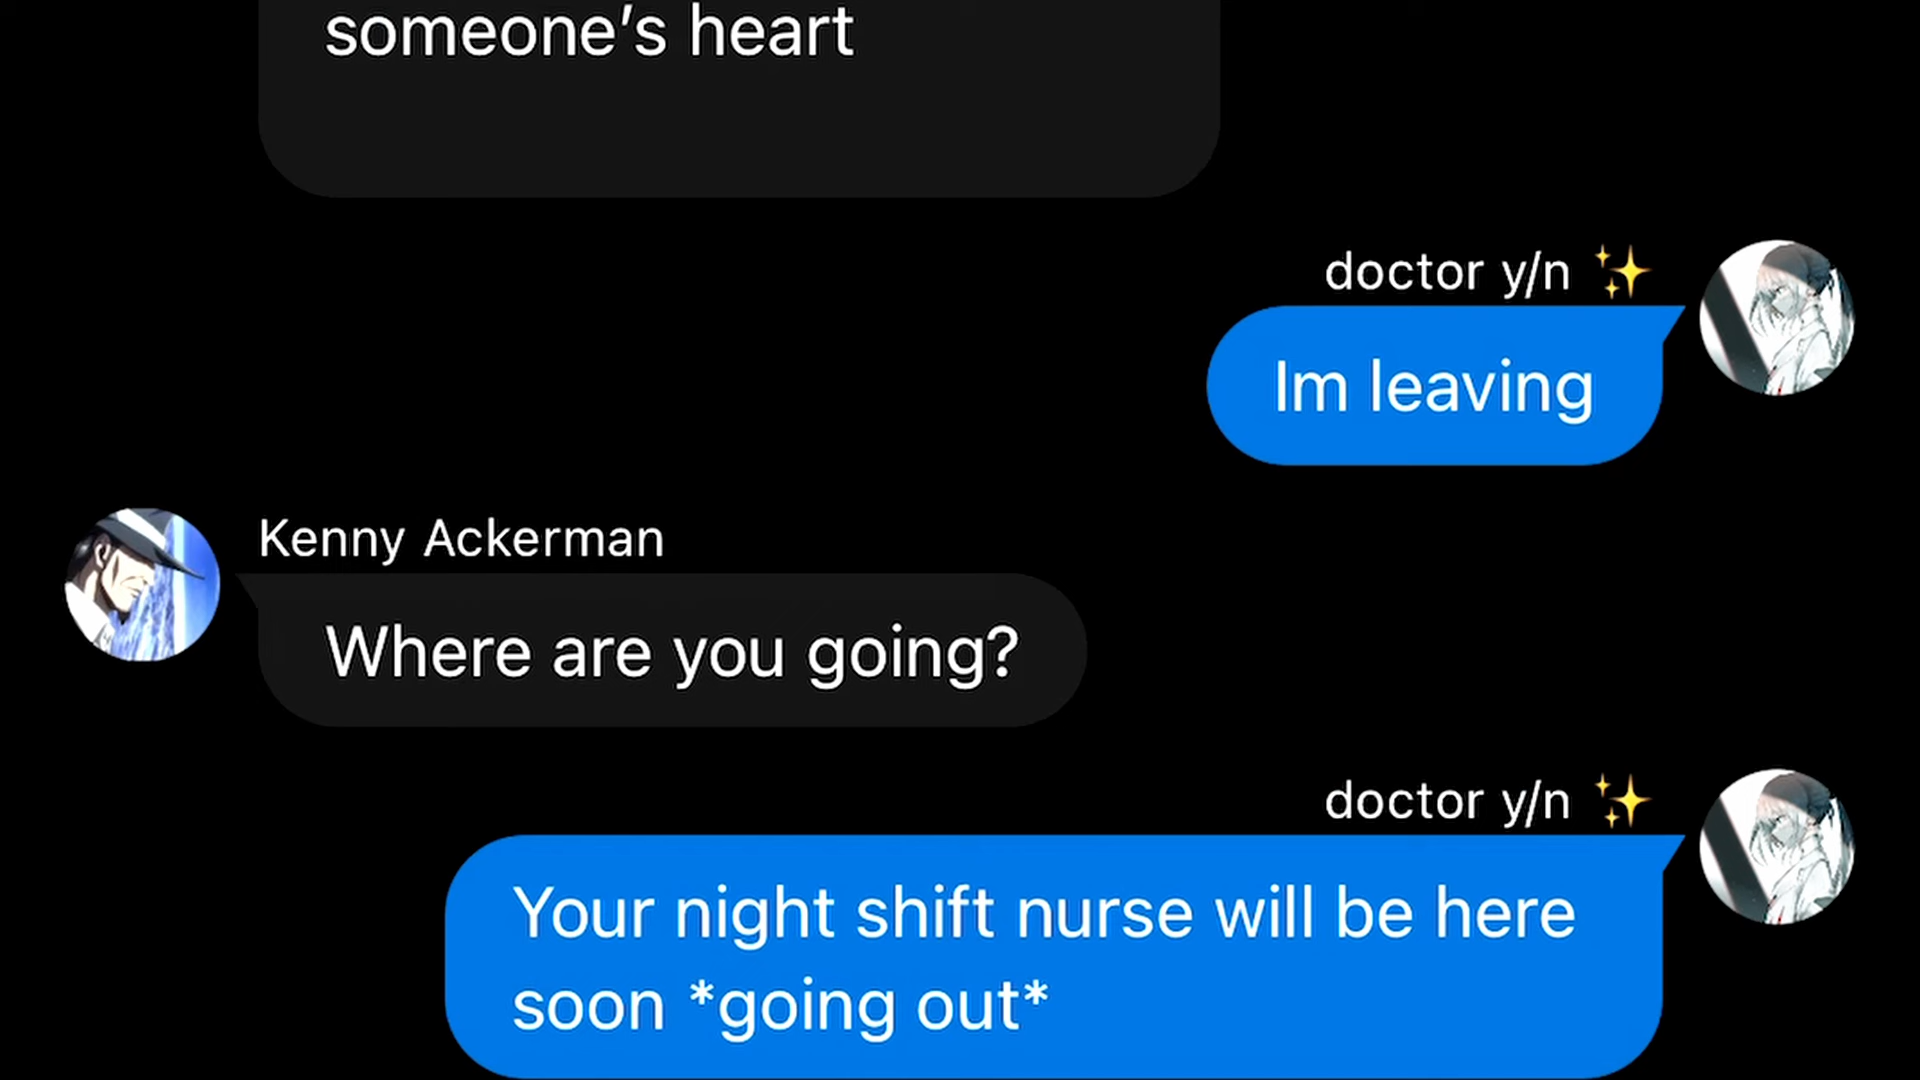 someone’s heart
doctor y/n ✨
Im leaving
Kenny Ackerman
Where are you going?
doctor y/n ✨
Your night shift nurse will be here
soon *going out*